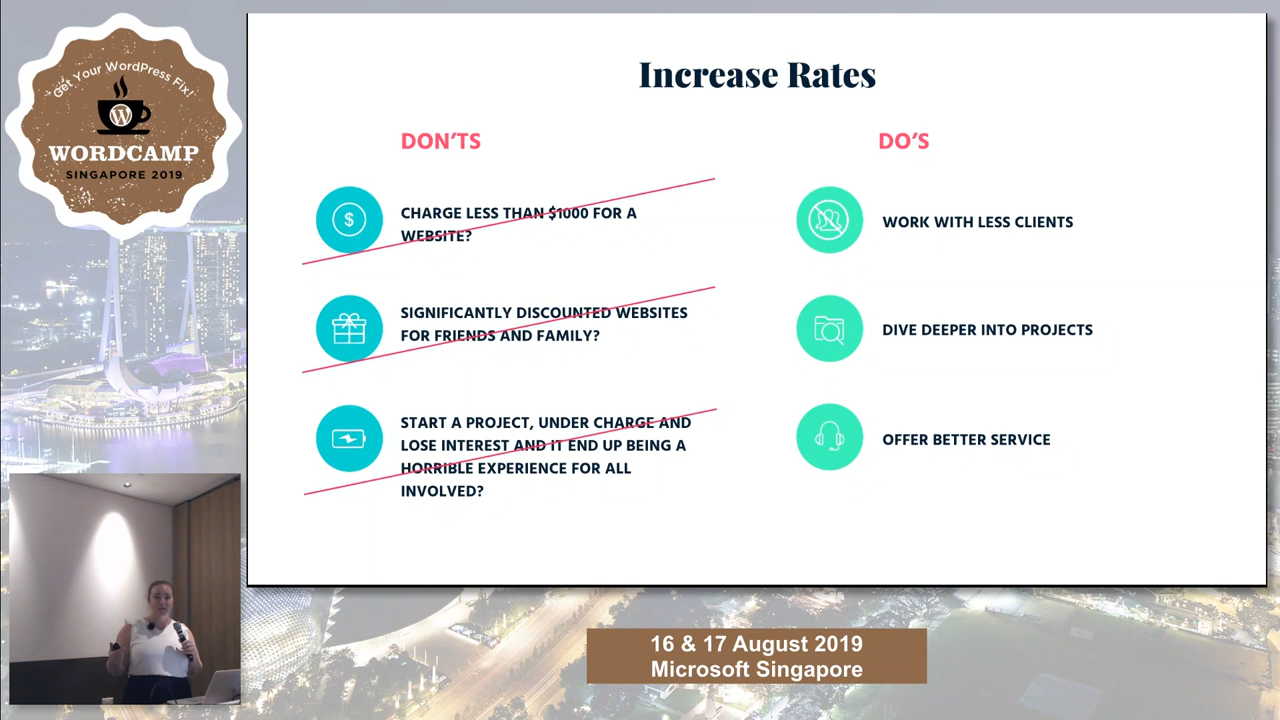 Get Your WordPress Fix!
WORDCAMP
SINGAPORE 2019
Increase Rates
DON'TS
CHARGE LESS THAN $1000 FOR A
WEBSITE?
SIGNIFICANTLY DISCOUNTED WEBSITES
FOR FRIENDS AND FAMILY?
START A PROJECT, UNDER CHARGE AND
LOSE INTEREST AND IT END UP BEING A
HORRIBLE EXPERIENCE FOR ALL
INVOLVED?
DO'S
WORK WITH LESS CLIENTS
DIVE DEEPER INTO PROJECTS
OFFER BETTER SERVICE
16 & 17 August 2019
Microsoft Singapore